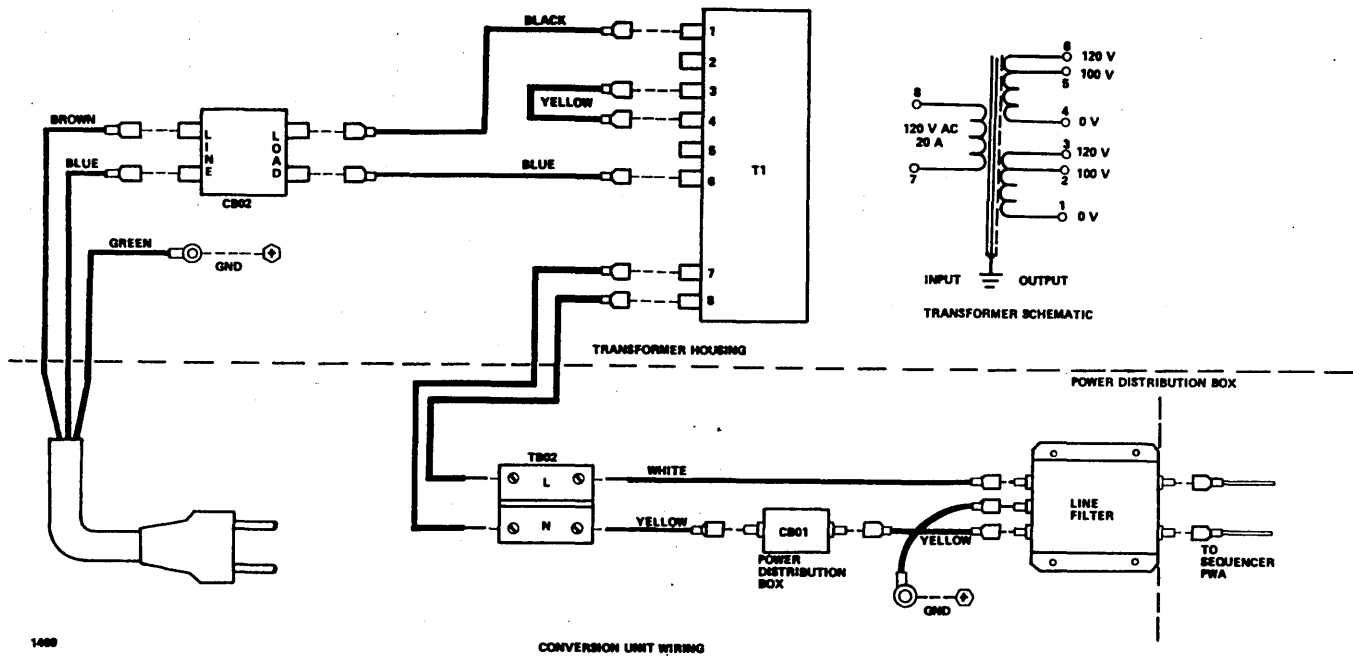 BLACK
1
2
3
YELLOW
4
5
BLUE
6
T1
7
8
BROWN
BLUE
LINE
LOAD
CB02
GREEN
GND
6
120 V
100 V
5
4
0 V
3
120 V
100 V
2
1
0 V
8
120 V AC
20 A
7
INPUT
OUTPUT
TRANSFORMER SCHEMATIC
TRANSFORMER HOUSING
POWER DISTRIBUTION BOX
TB02
L
N
WHITE
YELLOW
CB01
POWER
DISTRIBUTION
BOX
YELLOW
GND
LINE
FILTER
TO
SEQUENCER
PWA
CONVERSION UNIT WIRING